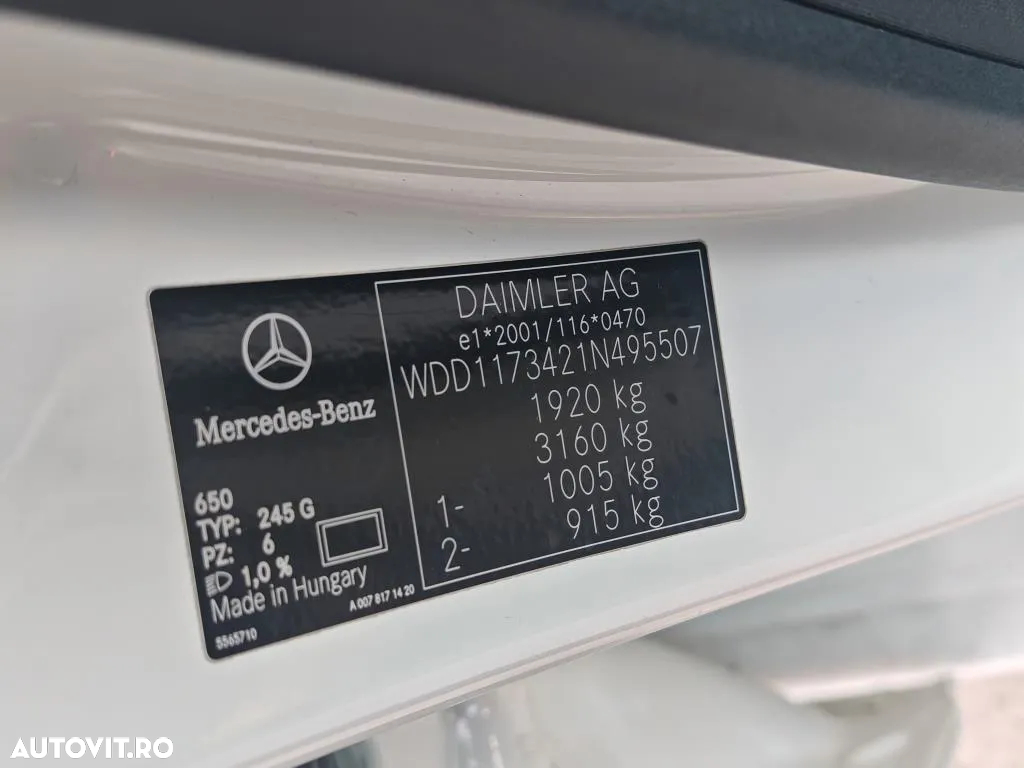 Mercedes-Benz
650
TYP: 245 G
PZ: 6
1,0 %
Made in Hungary
A 007 817 14 20
5565710
DAIMLER AG
e1*2001/116*0470
WDD1173421N495507
1920 kg
3160 kg
1- 1005 kg
2- 915 kg
AUTOVIT.RO